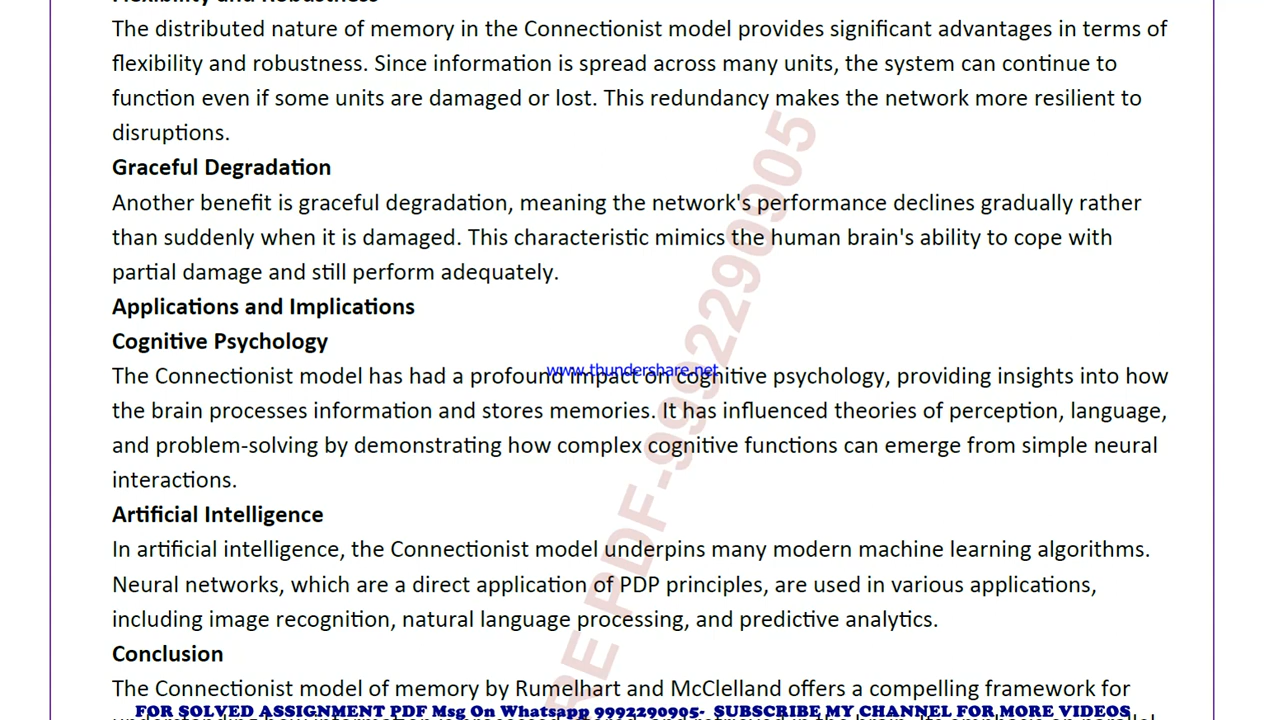 Flexibility and Robustness
The distributed nature of memory in the Connectionist model provides significant advantages in terms of
flexibility and robustness. Since information is spread across many units, the system can continue to
function even if some units are damaged or lost. This redundancy makes the network more resilient to
disruptions.
Graceful Degradation
Another benefit is graceful degradation, meaning the network's performance declines gradually rather
than suddenly when it is damaged. This characteristic mimics the human brain's ability to cope with
partial damage and still perform adequately.
Applications and Implications
Cognitive Psychology
www.thundershare.net
The Connectionist model has had a profound impact on cognitive psychology, providing insights into how
the brain processes information and stores memories. It has influenced theories of perception, language,
and problem-solving by demonstrating how complex cognitive functions can emerge from simple neural
interactions.
Artificial Intelligence
In artificial intelligence, the Connectionist model underpins many modern machine learning algorithms.
Neural networks, which are a direct application of PDP principles, are used in various applications,
including image recognition, natural language processing, and predictive analytics.
Conclusion
The Connectionist model of memory by Rumelhart and McClelland offers a compelling framework for
FOR SOLVED ASSIGNMENT PDF Msg On Whatsapp 9992290905- SUBSCRIBE MY CHANNEL FOR MORE VIDEOS
RE PDF-9992290905